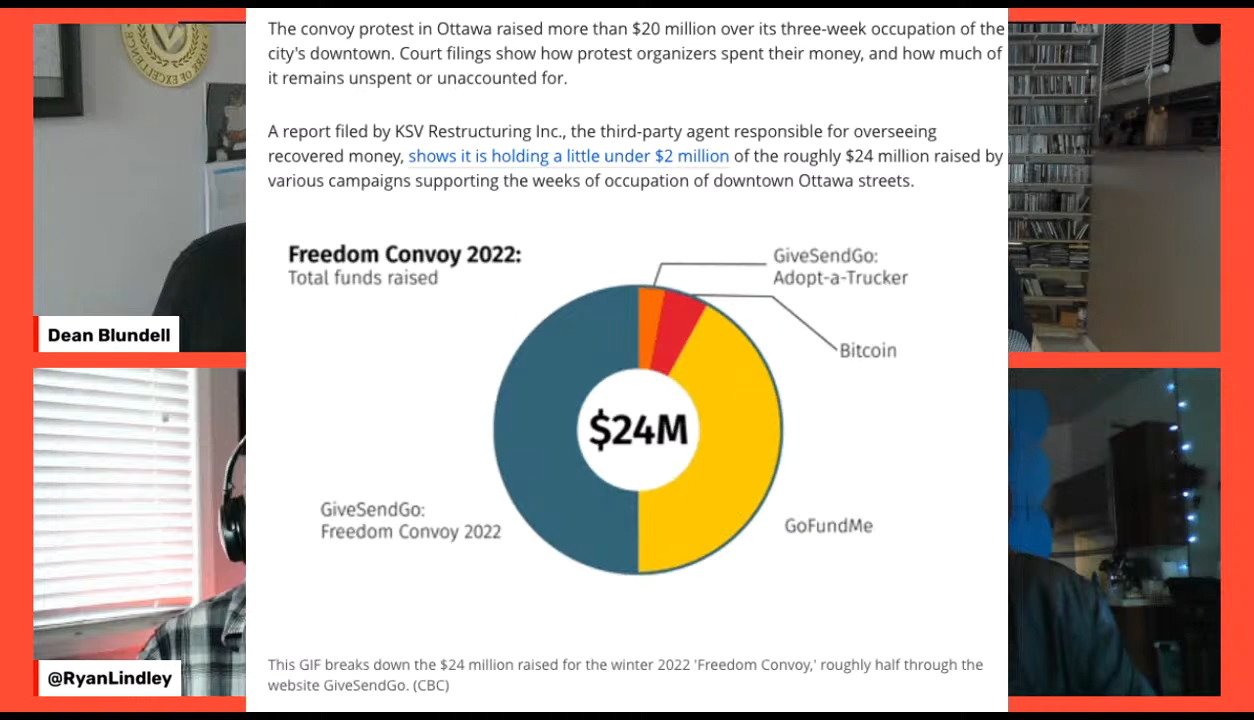 The convoy protest in Ottawa raised more than $20 million over its three-week occupation of the
city's downtown. Court filings show how protest organizers spent their money, and how much of
it remains unspent or unaccounted for.
A report filed by KSV Restructuring Inc., the third-party agent responsible for overseeing
recovered money, shows it is holding a little under $2 million of the roughly $24 million raised by
various campaigns supporting the weeks of occupation of downtown Ottawa streets.
Freedom Convoy 2022:
Total funds raised
GiveSendGo:
Adopt-a-Trucker
Bitcoin
$24M
GiveSendGo:
Freedom Convoy 2022
GoFundMe
This GIF breaks down the $24 million raised for the winter 2022 'Freedom Convoy,' roughly half through the
website GiveSendGo. (CBC)
Dean Blundell
@RyanLindley